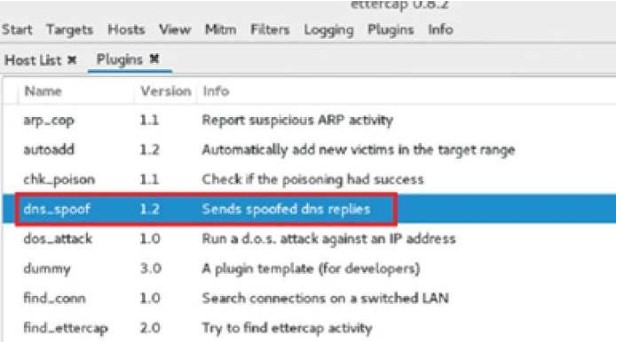 ettercap 0.8.2
Start Targets Hosts View Mitm Filters Logging Plugins Info
Host List ✖ Plugins ✖
Name Version Info
arp_cop 1.1 Report suspicious ARP activity
autoadd 1.2 Automatically add new victims in the target range
chk_poison 1.1 Check if the poisoning had success
dns_spoof 1.2 Sends spoofed dns replies
dos_attack 1.0 Run a d.o.s. attack against an IP address
dummy 3.0 A plugin template (for developers)
find_conn 1.0 Search connections on a switched LAN
find_ettercap 2.0 Try to find ettercap activity